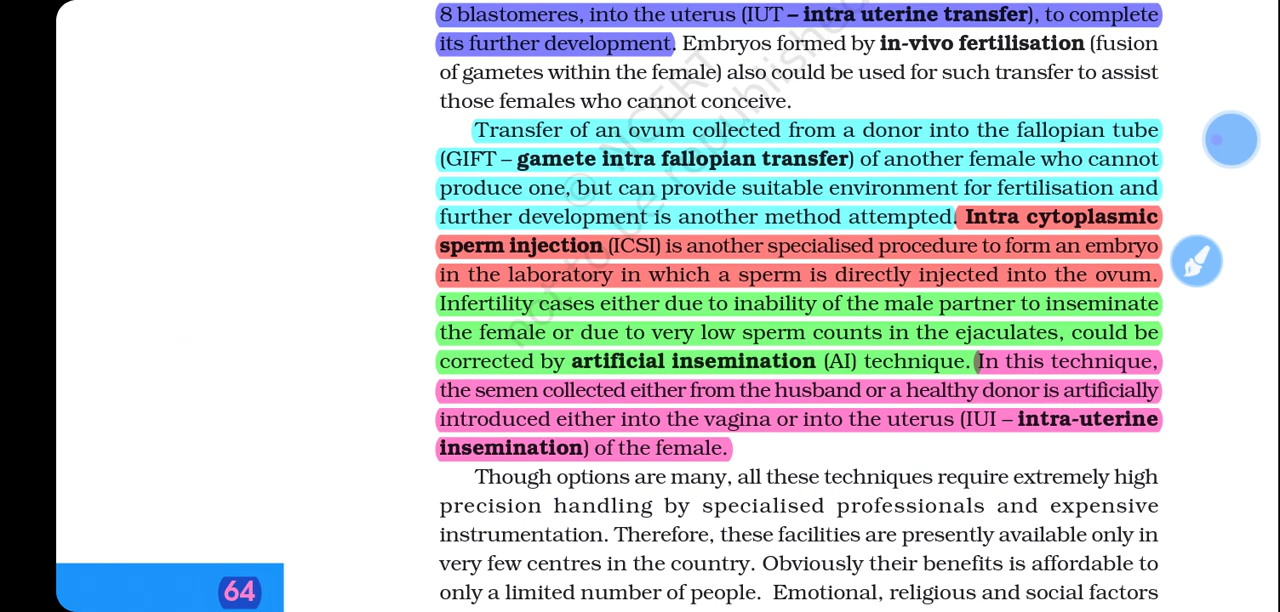 8 blastomeres, into the uterus (IUT – intra uterine transfer), to complete
its further development. Embryos formed by in-vivo fertilisation (fusion
of gametes within the female) also could be used for such transfer to assist
those females who cannot conceive.
Transfer of an ovum collected from a donor into the fallopian tube
(GIFT – gamete intra fallopian transfer) of another female who cannot
produce one, but can provide suitable environment for fertilisation and
further development is another method attempted. Intra cytoplasmic
sperm injection (ICSI) is another specialised procedure to form an embryo
in the laboratory in which a sperm is directly injected into the ovum.
Infertility cases either due to inability of the male partner to inseminate
the female or due to very low sperm counts in the ejaculates, could be
corrected by artificial insemination (AI) technique. In this technique,
the semen collected either from the husband or a healthy donor is artificially
introduced either into the vagina or into the uterus (IUI – intra-uterine
insemination) of the female.
Though options are many, all these techniques require extremely high
precision handling by specialised professionals and expensive
instrumentation. Therefore, these facilities are presently available only in
very few centres in the country. Obviously their benefits is affordable to
only a limited number of people. Emotional, religious and social factors
64
© NCERT
not to be republished